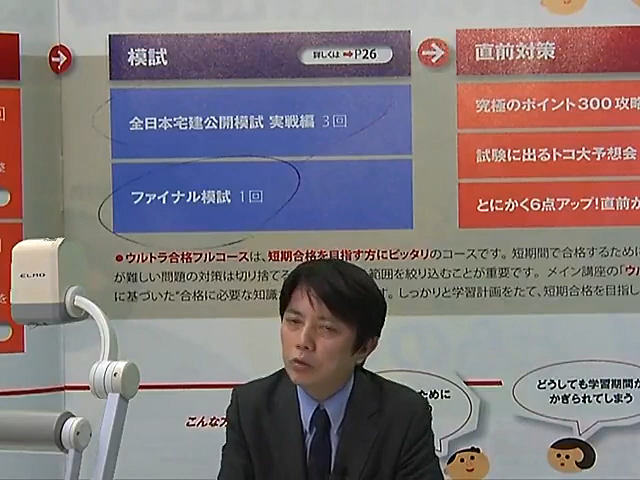 模試
詳しくは➡P26
直前対策
全日本宅建公開模試 実戦編 3回
究極のポイント300攻略
試験に出るトコ大予想会
ファイナル模試 1回
とにかく6点アップ!直前か
●ウルトラ合格フルコースは、短期合格を目指す方にピッタリのコースです。短期間で合格するために
が難しい問題の対策は切り捨てる
範囲を絞り込むことが重要です。メイン講座の「ウル
に基づいた"合格に必要な知識
す。しっかりと学習計画をたて、短期合格を目指し
ELMO
どうしても学習期間が
かぎられてしまう
ために
こんな